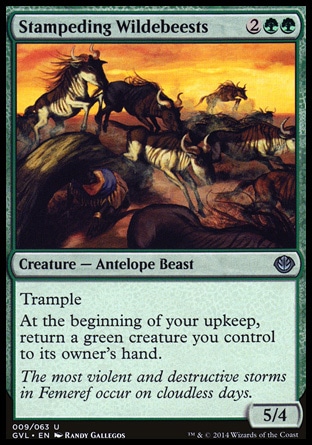 Stampeding Wildebeests 2
Creature — Antelope Beast
Trample
At the beginning of your upkeep,
return a green creature you control
to its owner's hand.
The most violent and destructive storms
in Femeref occur on cloudless days.
5/4
009/063 U
GVL • EN Randy Gallegos
™ & © 2014 Wizards of the Coast